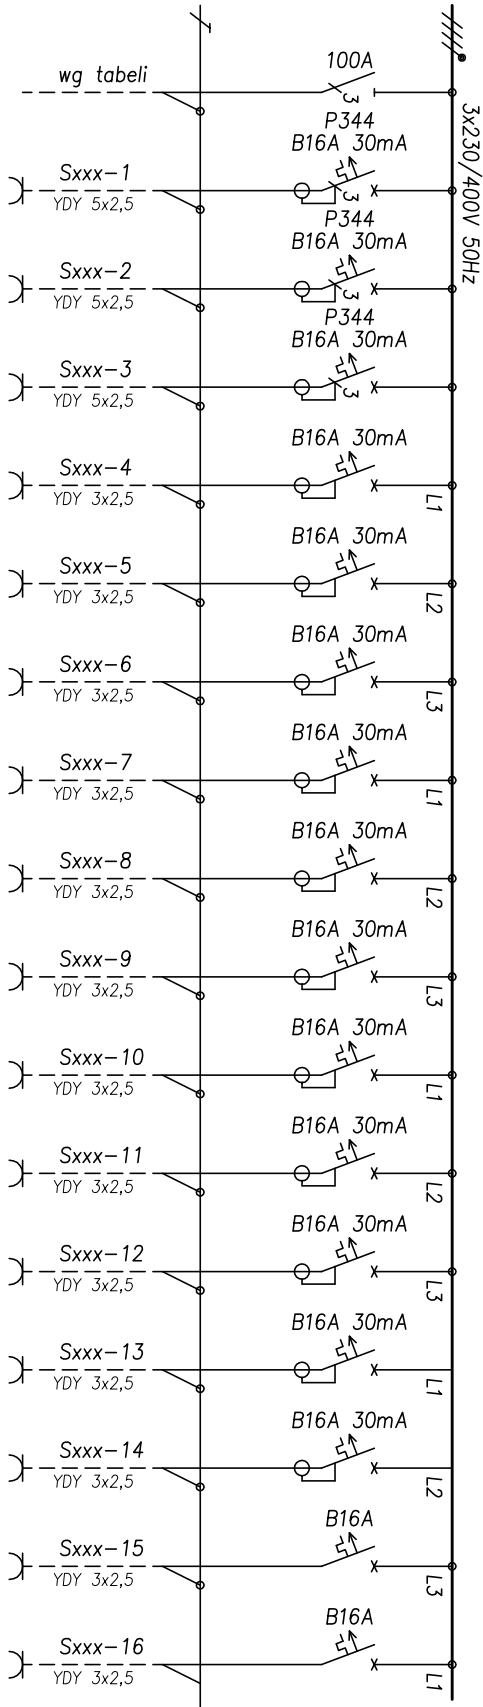 100A
wg tabeli
3x230/400V 50Hz
P344
B16A 30mA
Sxxx-1
YDY 5x2,5
P344
B16A 30mA
Sxxx-2
YDY 5x2,5
P344
B16A 30mA
Sxxx-3
YDY 5x2,5
B16A 30mA
Sxxx-4
YDY 3x2,5
L1
B16A 30mA
Sxxx-5
YDY 3x2,5
L2
B16A 30mA
Sxxx-6
YDY 3x2,5
L3
B16A 30mA
Sxxx-7
YDY 3x2,5
L1
B16A 30mA
Sxxx-8
YDY 3x2,5
L2
B16A 30mA
Sxxx-9
YDY 3x2,5
L3
B16A 30mA
Sxxx-10
YDY 3x2,5
L1
B16A 30mA
Sxxx-11
YDY 3x2,5
L2
B16A 30mA
Sxxx-12
YDY 3x2,5
L3
B16A 30mA
Sxxx-13
YDY 3x2,5
L1
B16A 30mA
Sxxx-14
YDY 3x2,5
L2
B16A
Sxxx-15
YDY 3x2,5
L3
B16A
Sxxx-16
YDY 3x2,5
L1
3
3
3
3